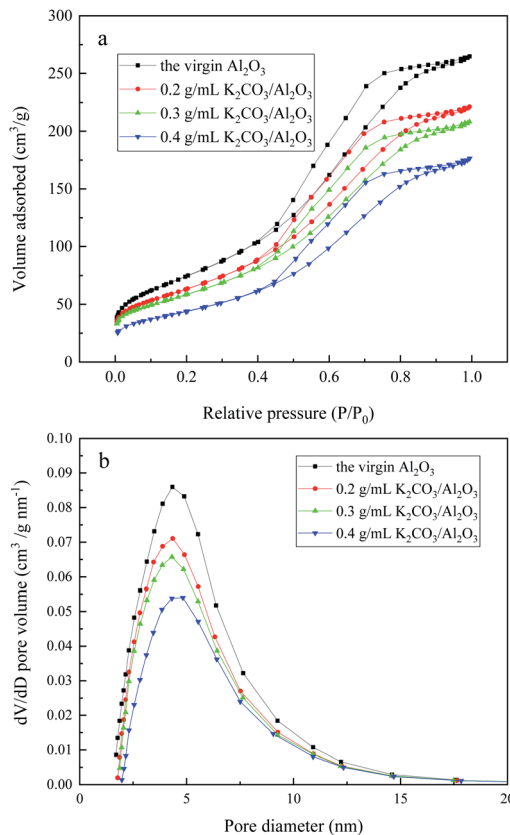 a
the virgin Al₂O₃
0.2 g/mL K₂CO₃/Al₂O₃
0.3 g/mL K₂CO₃/Al₂O₃
0.4 g/mL K₂CO₃/Al₂O₃
Volume adsorbed (cm³/g)
300
250
200
150
100
50
0
0.0 0.2 0.4 0.6 0.8 1.0
Relative pressure (P/P₀)
b
the virgin Al₂O₃
0.2 g/mL K₂CO₃/Al₂O₃
0.3 g/mL K₂CO₃/Al₂O₃
0.4 g/mL K₂CO₃/Al₂O₃
dV/dD pore volume (cm³ /g nm⁻¹)
0.10
0.09
0.08
0.07
0.06
0.05
0.04
0.03
0.02
0.01
0.00
0 5 10 15 20
Pore diameter (nm)